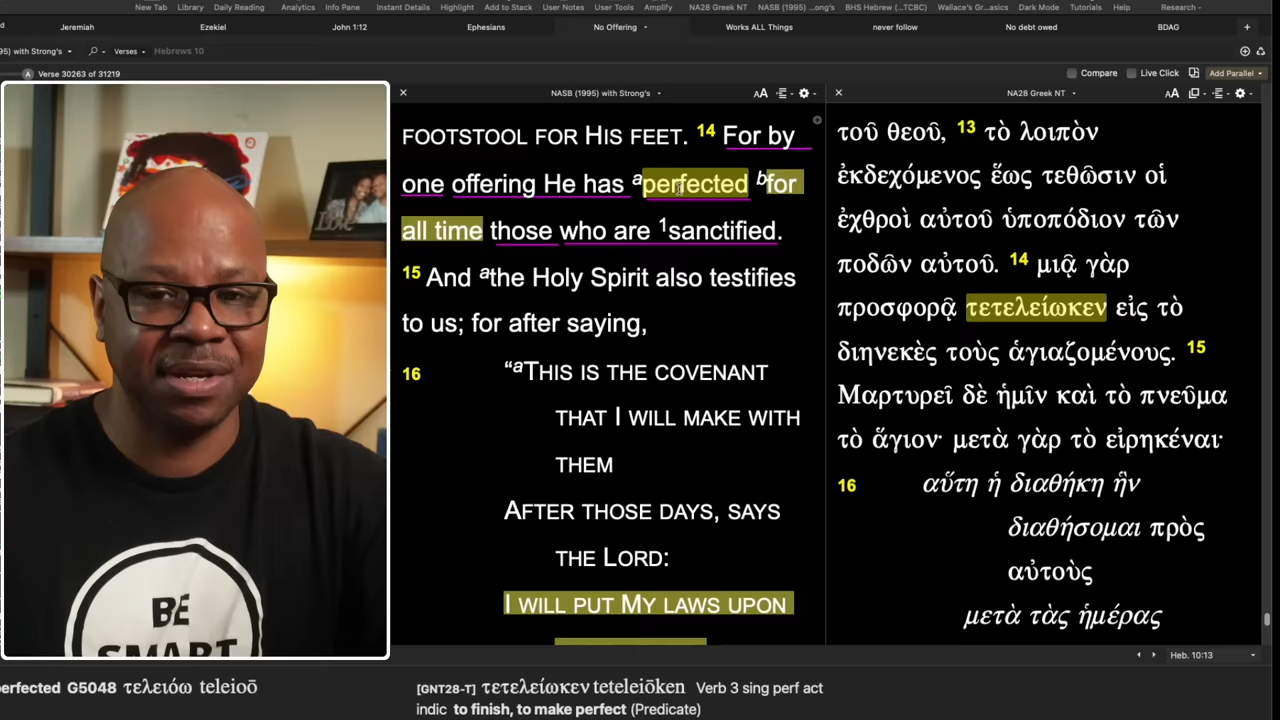 New Tab Library Daily Reading Analytics Info Pane Instant Details Highlight Add to Stack User Notes User Tools Amplify NA28 Greek NT NASB (1995) +...ong's BHS Hebrew (...TCBC) Wallace's Gr...asics Dark Mode Tutorials Help Research
Jeremiah Ezekiel John 1:12 Ephesians No Offering Works ALL Things never follow No debt owed BDAG +
95) with Strong's Verses Hebrews 10
A Verse 30263 of 31219 Compare Live Click Add Parallel
× NASB (1995) with Strong's AA
FOOTSTOOL FOR HIS FEET. 14 For by
one offering He has aperfected bfor
all time those who are 1sanctified.
15 And athe Holy Spirit also testifies
to us; for after saying,
16 “aTHIS IS THE COVENANT
THAT I WILL MAKE WITH
THEM
AFTER THOSE DAYS, SAYS
THE LORD:
I WILL PUT MY LAWS UPON
× NA28 Greek NT AA
τοῦ θεοῦ, 13 τὸ λοιπὸν
ἐκδεχόμενος ἕως τεθῶσιν οἱ
ἐχθροὶ αὐτοῦ ὑποπόδιον τῶν
ποδῶν αὐτοῦ. 14 μιᾷ γὰρ
προσφορᾷ τετελείωκεν εἰς τὸ
διηνεκὲς τοὺς ἁγιαζομένους. 15
Μαρτυρεῖ δὲ ἡμῖν καὶ τὸ πνεῦμα
τὸ ἅγιον· μετὰ γὰρ τὸ εἰρηκέναι·
16 αὕτη ἡ διαθήκη ἣν
διαθήσομαι πρὸς
αὐτοὺς
μετὰ τὰς ἡμέρας
Heb. 10:13
LOVE
BE
SMART
erfected G5048 τελειόω teleioō
[GNT28-T] τετελείωκεν teteleiōken Verb 3 sing perf act
indic to finish, to make perfect (Predicate)